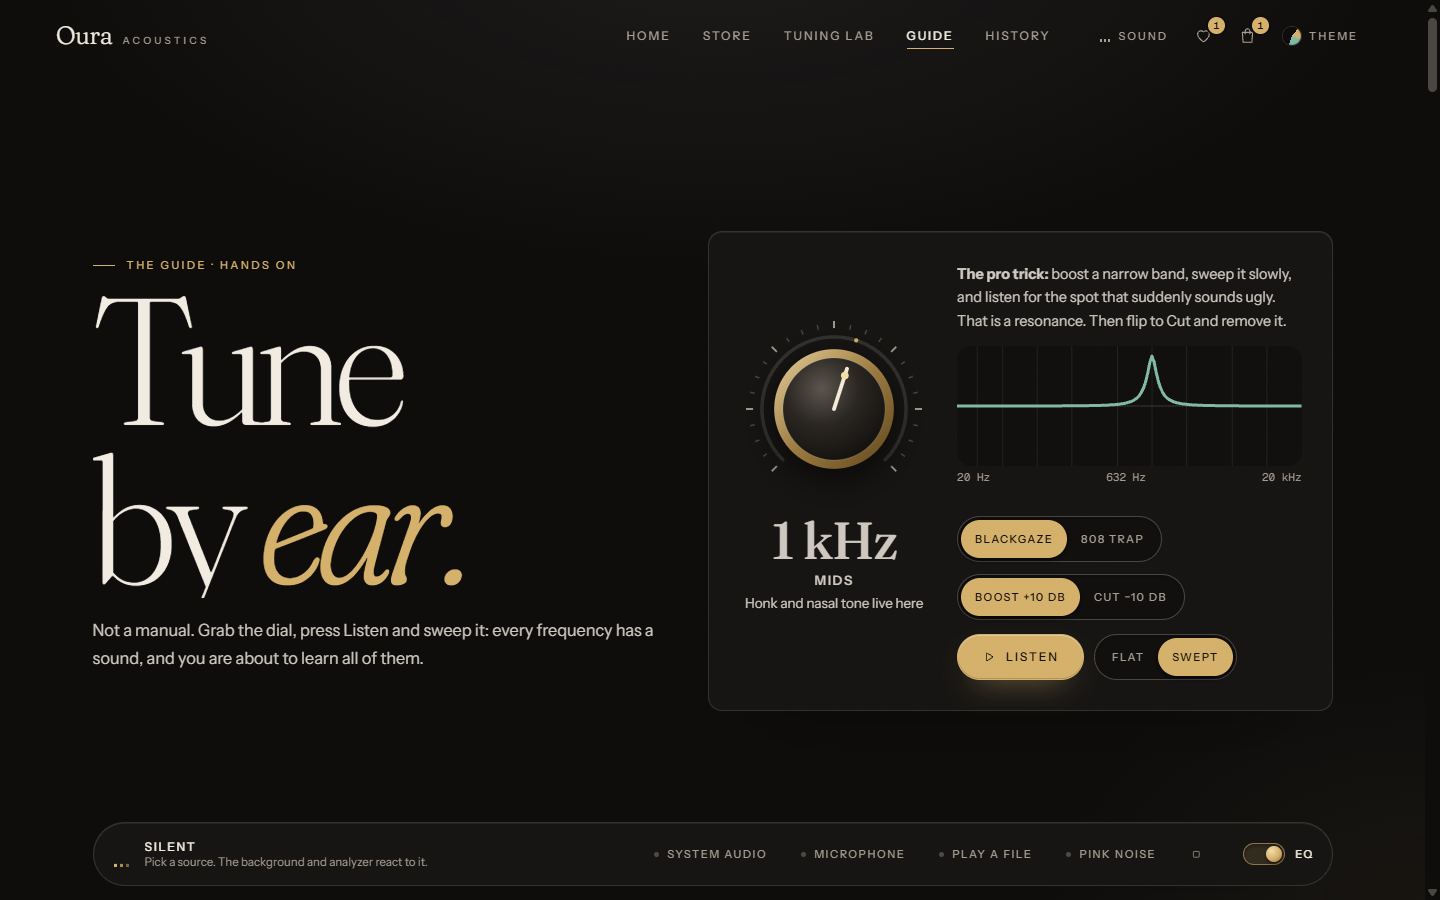 Oura ACOUSTICS
HOME STORE TUNING LAB GUIDE HISTORY SOUND 1 1 THEME
THE GUIDE · HANDS ON
Tune
by ear.
Not a manual. Grab the dial, press Listen and sweep it: every frequency has a
sound, and you are about to learn all of them.
1 kHz
MIDS
Honk and nasal tone live here
The pro trick: boost a narrow band, sweep it slowly,
and listen for the spot that suddenly sounds ugly.
That is a resonance. Then flip to Cut and remove it.
20 Hz 632 Hz 20 kHz
BLACKGAZE 808 TRAP
BOOST +10 DB CUT −10 DB
LISTEN FLAT SWEPT
SILENT
Pick a source. The background and analyzer react to it.
SYSTEM AUDIO MICROPHONE PLAY A FILE PINK NOISE EQ